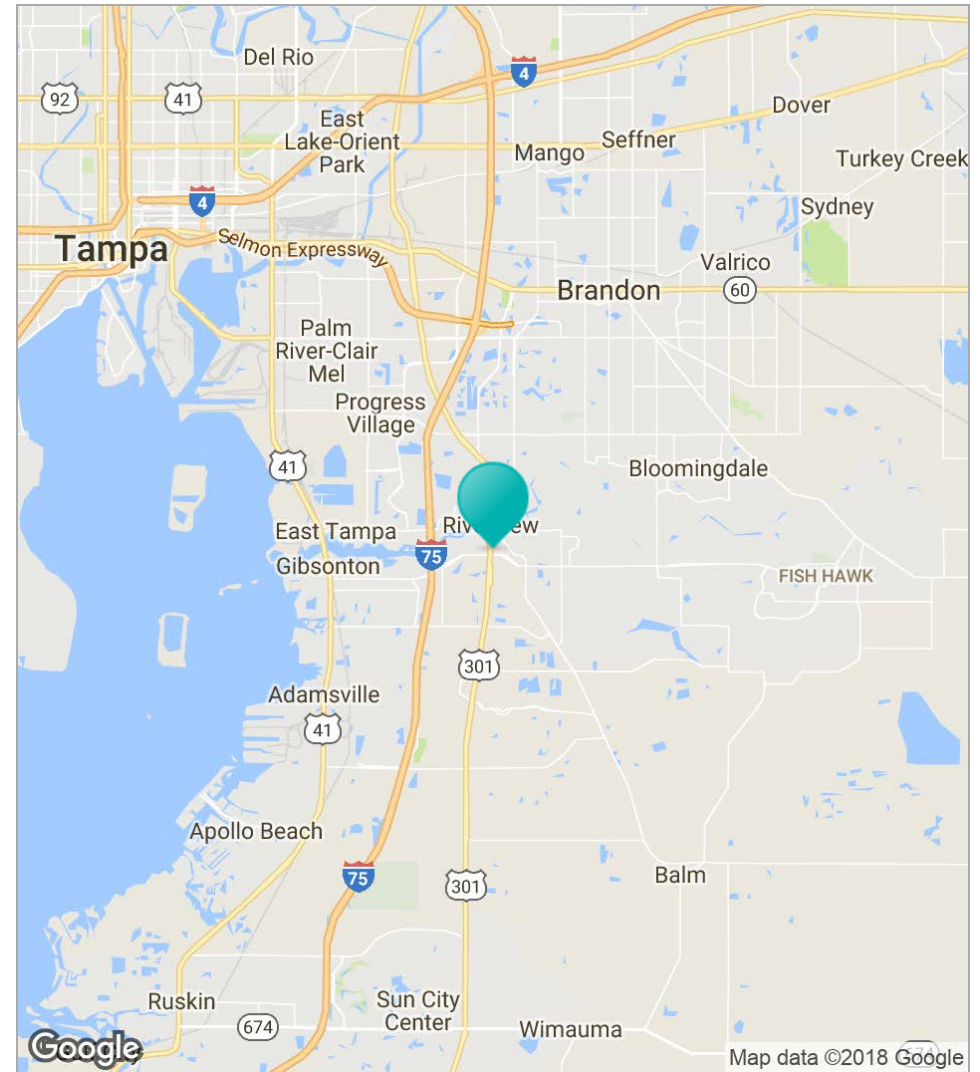 Del Rio
4
92
41
Dover
East
Lake-Orient
Park
Seffner
Mango
Turkey Creek
4
Sydney
Selmon Expressway
Tampa
Valrico
Brandon
60
Palm
River-Clair
Mel
Progress
Village
41
Bloomingdale
Riverview
East Tampa
75
Gibsonton
FISH HAWK
301
Adamsville
41
Apollo Beach
75
301
Balm
Ruskin
Sun City
Center
674
Wimauma
Google
Map data ©2018 Google
674